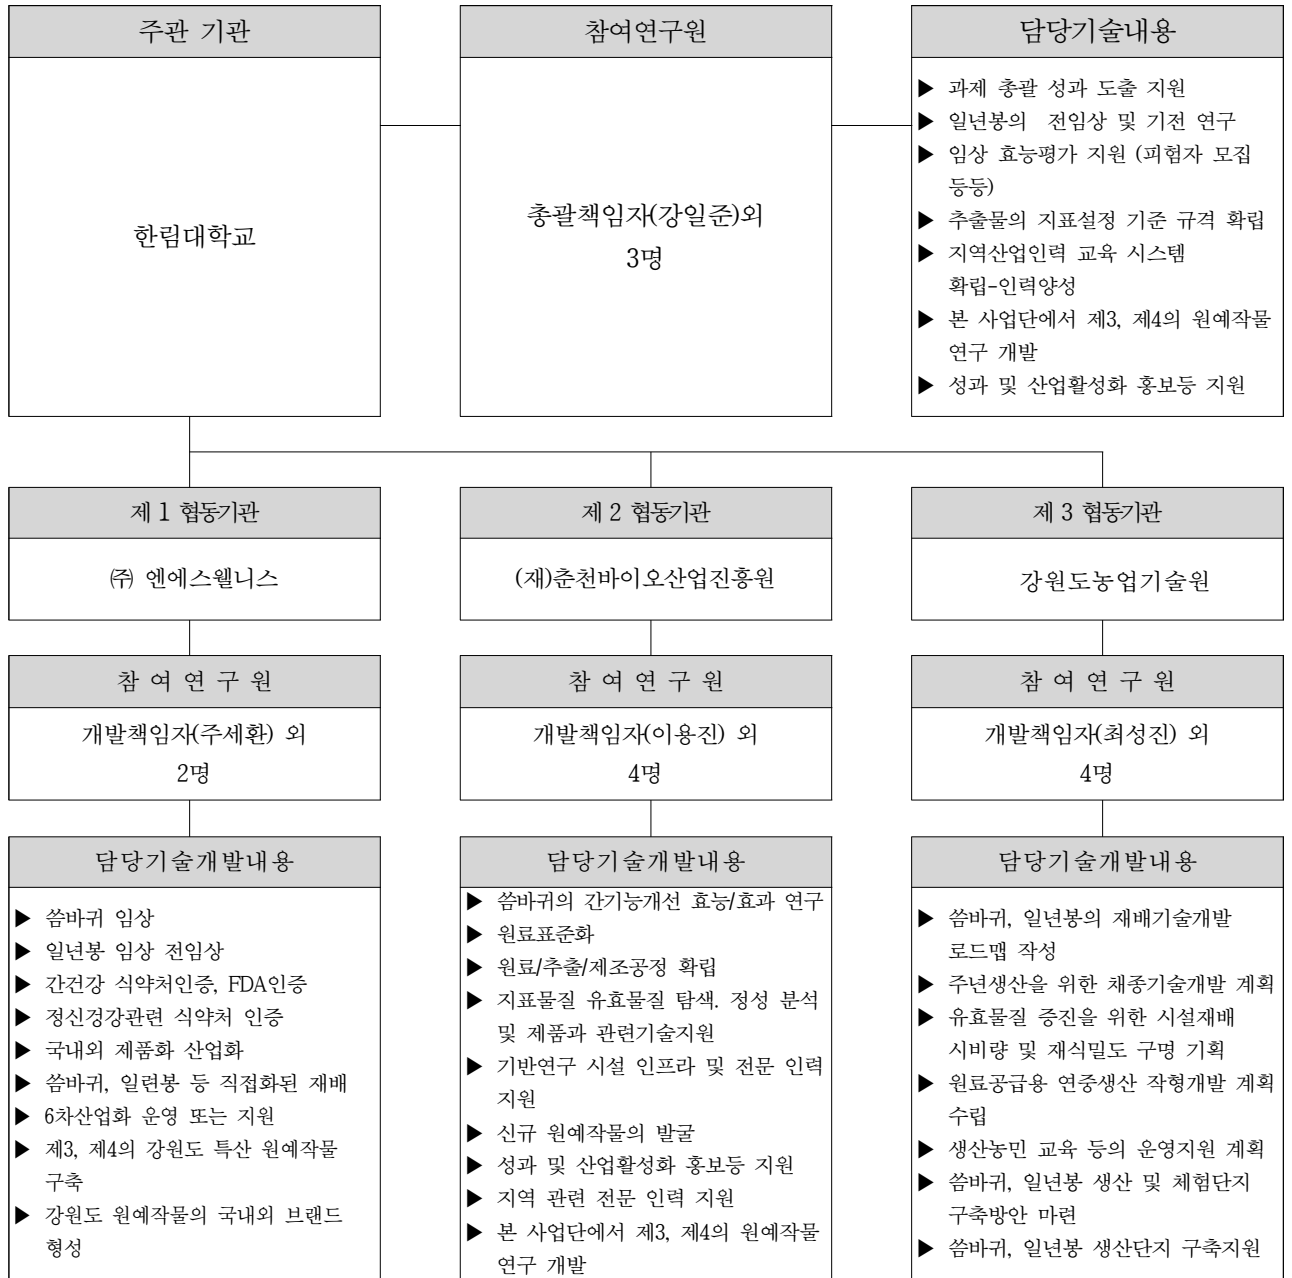 주관 기관
한림대학교
참여연구원
총괄책임자(강일준)외
3명
담당기술내용
▶ 과제 총괄 성과 도출 지원
▶ 일년봉의 전임상 및 기전 연구
▶ 임상 효능평가 지원 (피험자 모집
등등)
▶ 추출물의 지표설정 기준 규격 확립
▶ 지역산업인력 교육 시스템
확립-인력양성
▶ 본 사업단에서 제3, 제4의 원예작물
연구 개발
▶ 성과 및 산업활성화 홍보등 지원
제 1 협동기관
㈜ 엔에스웰니스
참 여 연 구 원
개발책임자(주세환) 외
2명
담당기술개발내용
▶ 씀바귀 임상
▶ 일년봉 임상 전임상
▶ 간건강 식약처인증, FDA인증
▶ 정신겅강관련 식약처 인증
▶ 국내외 제품화 산업화
▶ 씀바귀, 일련봉 등 직접화된 재배
▶ 6차산업화 운영 또는 지원
▶ 제3, 제4의 강원도 특산 원예작물
구축
▶ 강원도 원예작물의 국내외 브랜드
형성
제 2 협동기관
(재)춘천바이오산업진흥원
참 여 연 구 원
개발책임자(이용진) 외
4명
담당기술개발내용
▶ 씀바귀의 간기능개선 효능/효과 연구
▶ 원료표준화
▶ 원료/추출/제조공정 확립
▶ 지표물질 유효물질 탐색. 정성 분석
및 제품과 관련기술지원
▶ 기반연구 시설 인프라 및 전문 인력
지원
▶ 신규 원예작물의 발굴
▶ 성과 및 산업활성화 홍보등 지원
▶ 지역 관련 전문 인력 지원
▶ 본 사업단에서 제3, 제4의 원예작물
연구 개발
제 3 협동기관
강원도농업기술원
참 여 연 구 원
개발책임자(최성진) 외
4명
담당기술개발내용
▶ 씀바귀, 일년봉의 재배기술개발
로드맵 작성
▶ 주년생산을 위한 채종기술개발 계획
▶ 유효물질 증진을 위한 시설재배
시비량 및 재식밀도 구명 기획
▶ 원료공급용 연중생산 작형개발 계획
수립
▶ 생산농민 교육 등의 운영지원 계획
▶ 씀바귀, 일년봉 생산 및 체험단지
구축방안 마련
▶ 씀바귀, 일년봉 생산단지 구축지원